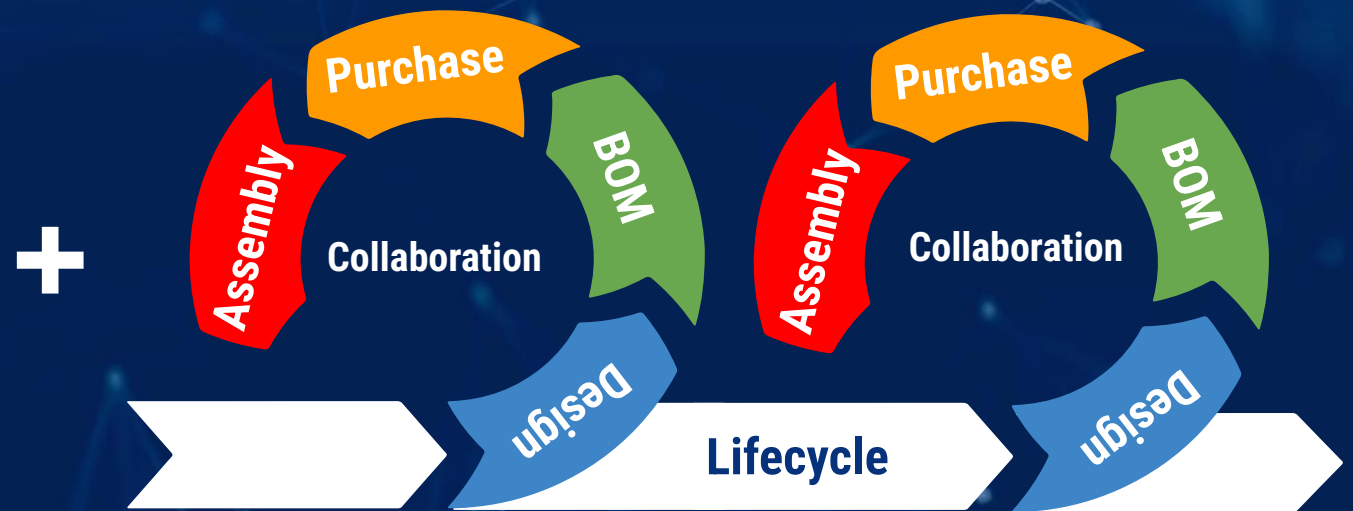 Purchase
BOM
Assembly
Collaboration
Design
Purchase
BOM
Assembly
Collaboration
Design
+
Lifecycle